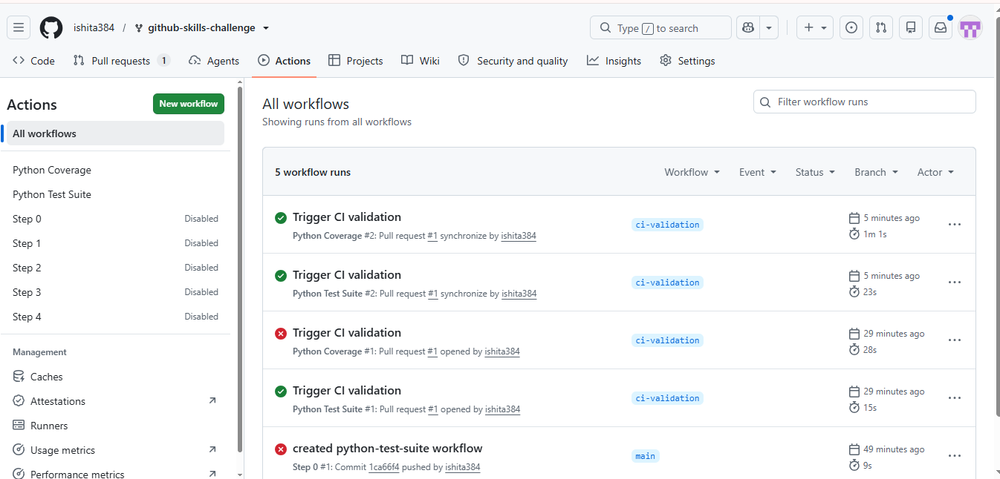 ishita384 / github-skills-challenge
Type / to search
Code
Pull requests 1
Agents
Actions
Projects
Wiki
Security and quality
Insights
Settings
Actions
New workflow
All workflows
Python Coverage
Python Test Suite
Step 0 Disabled
Step 1 Disabled
Step 2 Disabled
Step 3 Disabled
Step 4 Disabled
Management
Caches
Attestations
Runners
Usage metrics
Performance metrics
All workflows
Showing runs from all workflows
Filter workflow runs
5 workflow runs
Workflow
Event
Status
Branch
Actor
Trigger CI validation
Python Coverage #2: Pull request #1 synchronize by ishita384
ci-validation
5 minutes ago
1m 1s
Trigger CI validation
Python Test Suite #2: Pull request #1 synchronize by ishita384
ci-validation
5 minutes ago
23s
Trigger CI validation
Python Coverage #1: Pull request #1 opened by ishita384
ci-validation
29 minutes ago
28s
Trigger CI validation
Python Test Suite #1: Pull request #1 opened by ishita384
ci-validation
29 minutes ago
15s
created python-test-suite workflow
Step 0 #1: Commit 1ca66f4 pushed by ishita384
main
49 minutes ago
9s